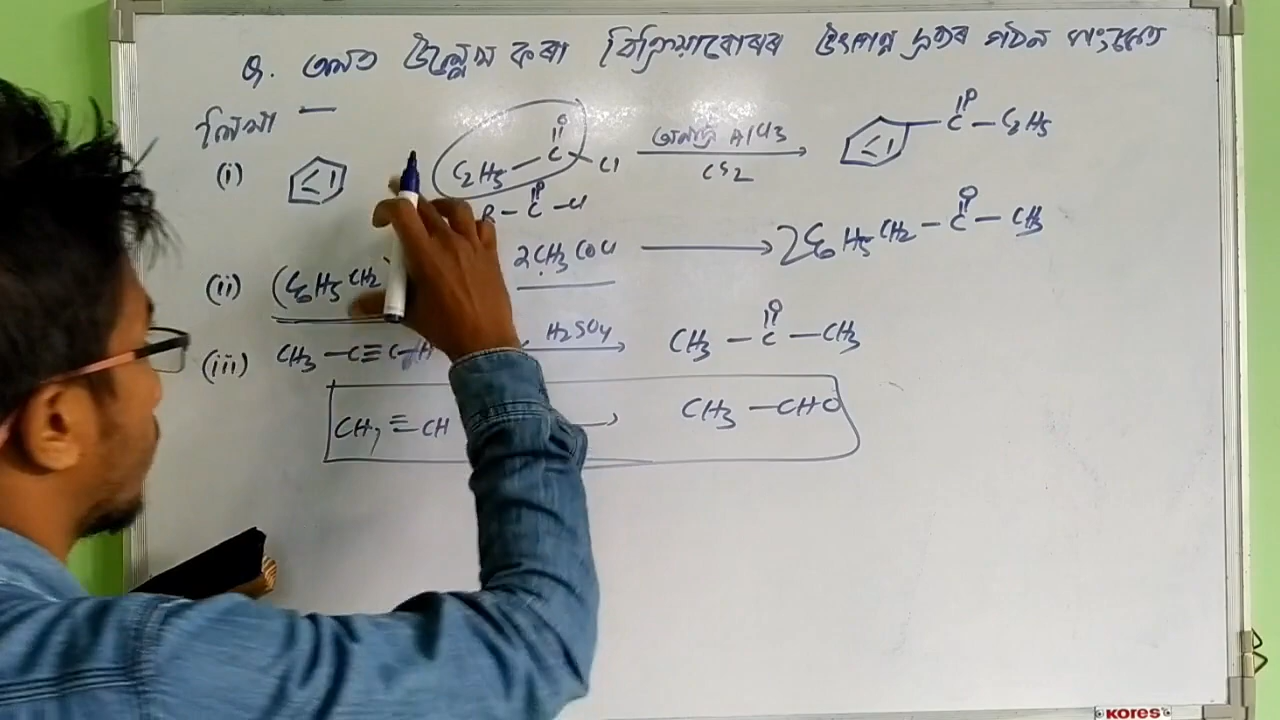 Q. তলত উল্লেখ কৰা বিক্ৰিয়াবোৰৰ উৎপন্ন দ্ৰব্যৰ গঠন সংকেত
লিখা —
(i) C2H5 — C(=O) — Cl অনাৰ্দ্ৰ AlCl3 / CS2 → C(=O) — C2H5
R — C(=O) — Cl
(ii) (C6H5CH2) 2CH3COCl → 2C6H5CH2 — C(=O) — CH3
(iii) CH3 — C ≡ C — H H2SO4 → CH3 — C(=O) — CH3
≡ CH → CH3 — CHO
KORES